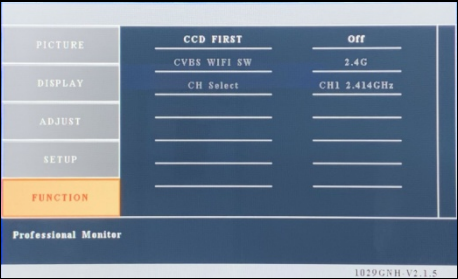 PICTURE
DISPLAY
ADJUST
SETUP
FUNCTION
CCD FIRST Off
CVBS WIFI SW 2.4G
CH Select CH1 2.414GHz
Professional Monitor
1029GNH-V2.1.5